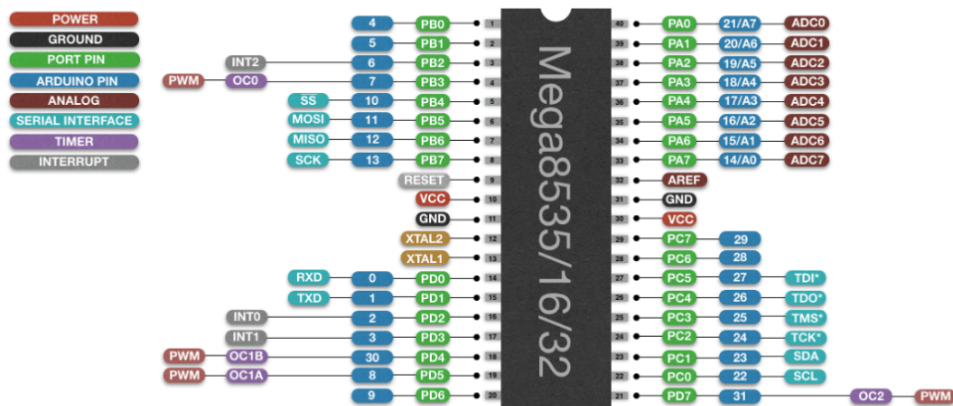 POWER
GROUND
PORT PIN
ARDUINO PIN
ANALOG
SERIAL INTERFACE
TIMER
INTERRUPT
4 PB0 1
5 PB1 2
INT2 6 PB2 3
PWM OC0 7 PB3 4
SS 10 PB4 5
MOSI 11 PB5 6
MISO 12 PB6 7
SCK 13 PB7 8
RESET 9
VCC 10
GND 11
XTAL2 12
XTAL1 13
RXD 0 PD0 14
TXD 1 PD1 15
INT0 2 PD2 16
INT1 3 PD3 17
PWM OC1B 30 PD4 18
PWM OC1A 8 PD5 19
9 PD6 20
Mega8535/16/32
40 PA0 21/A7 ADC0
39 PA1 20/A6 ADC1
38 PA2 19/A5 ADC2
37 PA3 18/A4 ADC3
36 PA4 17/A3 ADC4
35 PA5 16/A2 ADC5
34 PA6 15/A1 ADC6
33 PA7 14/A0 ADC7
32 AREF
31 GND
30 VCC
29 PC7 29
28 PC6 28
27 PC5 27 TDI*
26 PC4 26 TDO*
25 PC3 25 TMS*
24 PC2 24 TCK*
23 PC1 23 SDA
22 PC0 22 SCL
21 PD7 31 OC2 PWM